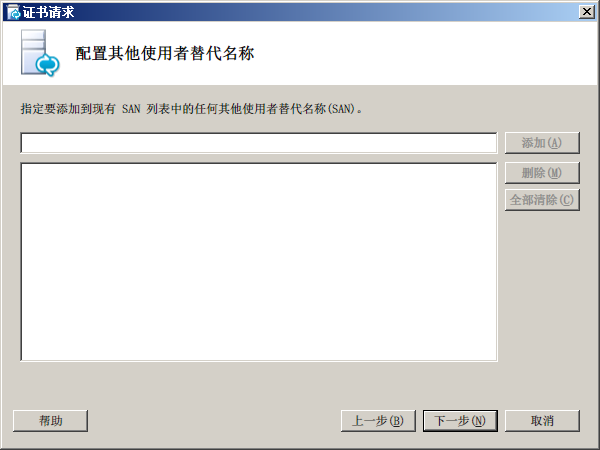 证书请求
配置其他使用者替代名称
指定要添加到现有 SAN 列表中的任何其他使用者替代名称(SAN)。
添加(A)
删除(M)
全部清除(C)
帮助
上一步(B)
下一步(N)
取消